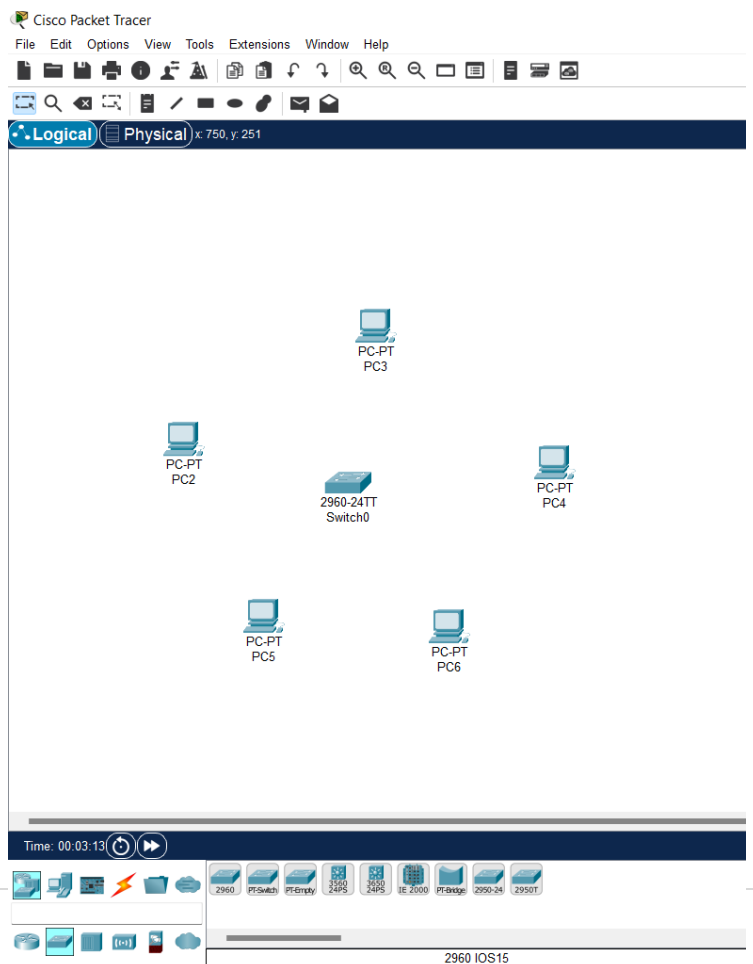 Cisco Packet Tracer
File Edit Options View Tools Extensions Window Help
Logical Physical x: 750, y: 251
PC-PT
PC3
PC-PT
PC2
2960-24TT
Switch0
PC-PT
PC4
PC-PT
PC5
PC-PT
PC6
Time: 00:03:13
2960 PT-Switch PT-Empty 3560 24PS 3650 24PS IE 2000 PT-Bridge 2950-24 2950T
2960 IOS15